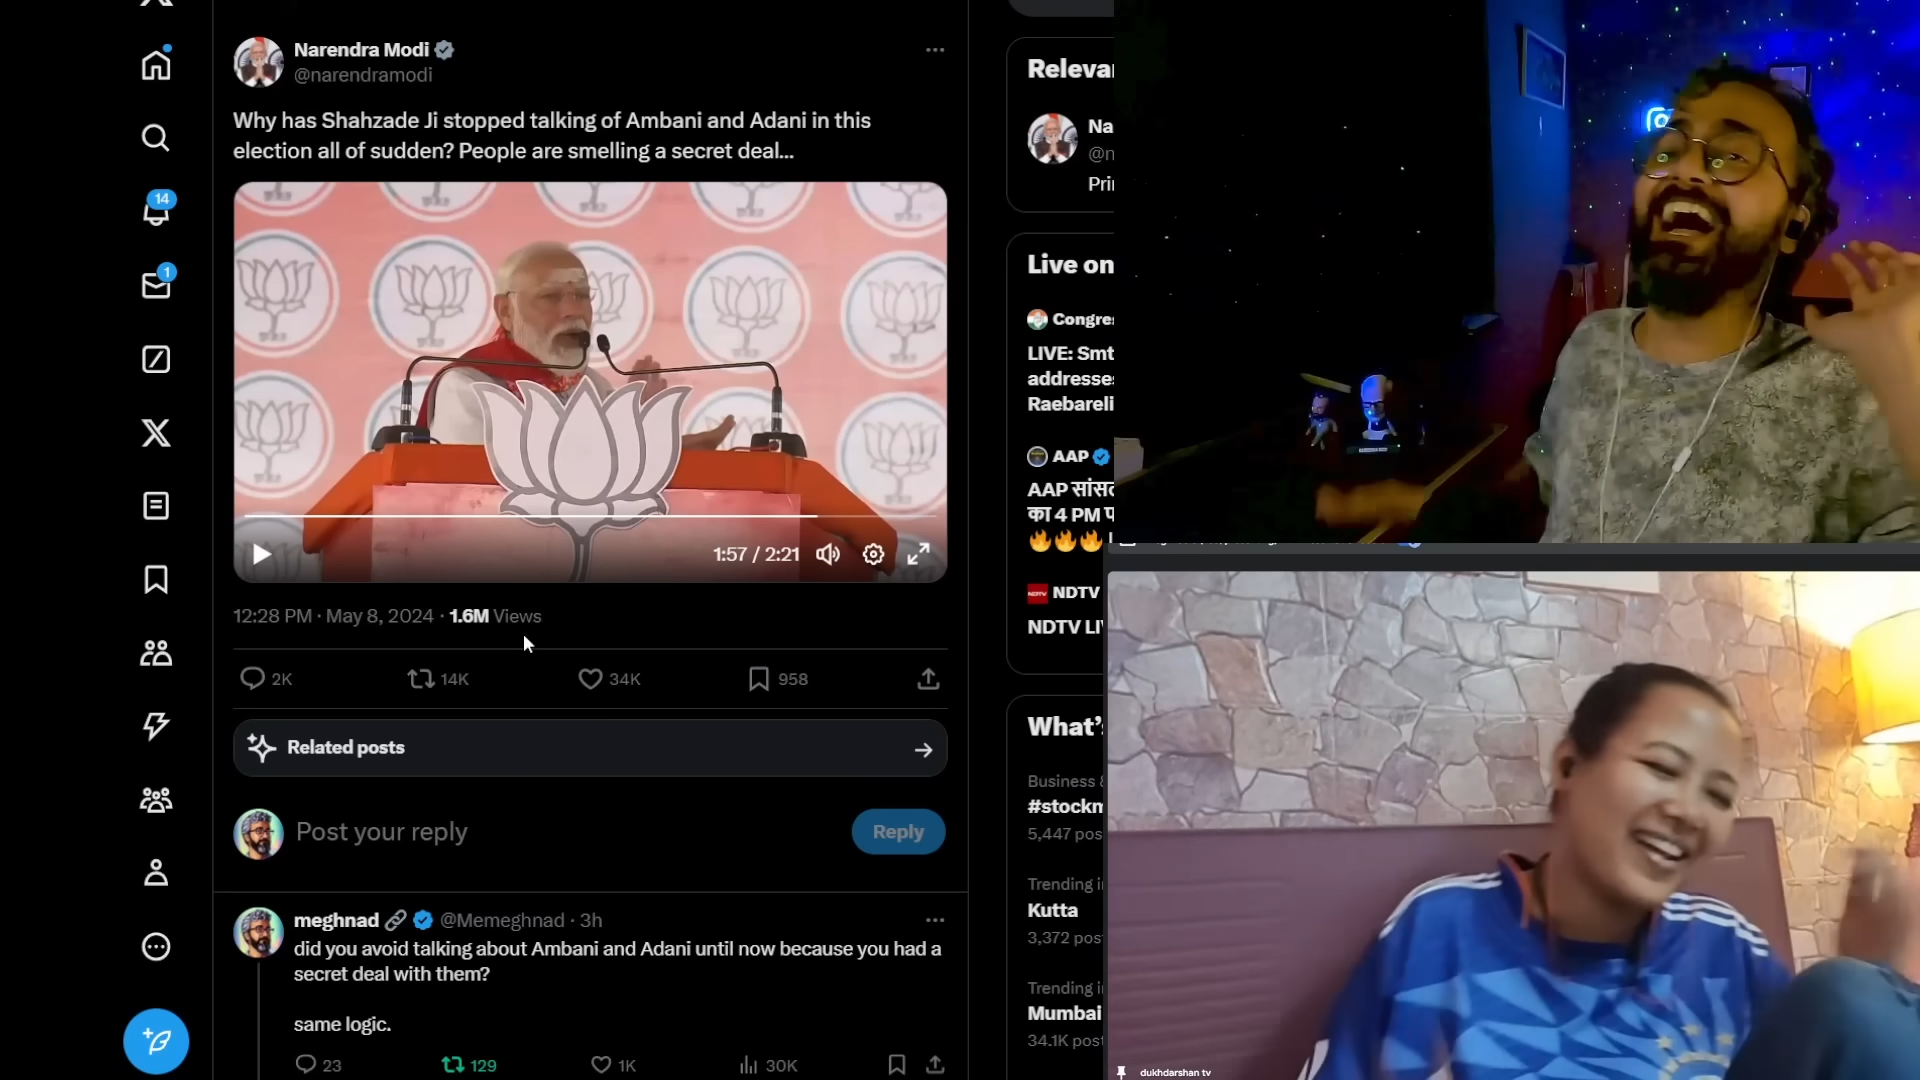 Narendra Modi
@narendramodi
Why has Shahzade Ji stopped talking of Ambani and Adani in this
election all of sudden? People are smelling a secret deal...
1:57 / 2:21
12:28 PM · May 8, 2024 · 1.6M Views
2K 14K 34K 958
Related posts
Post your reply
Reply
meghnad @Memeghnad · 3h
did you avoid talking about Ambani and Adani until now because you had a
secret deal with them?
same logic.
23 129 1K 30K
14
1
Releva
Na
@n
Pri
Live on
Congre
LIVE: Smt
addresse
Raebareli
AAP
AAP
का 4 PM
NDTV
NDTV LI
What's
Business &
#stockm
5,447 pos
Trending i
Kutta
3,372 pos
Trending i
Mumbai
34.1K pos
dukhdarshan tv